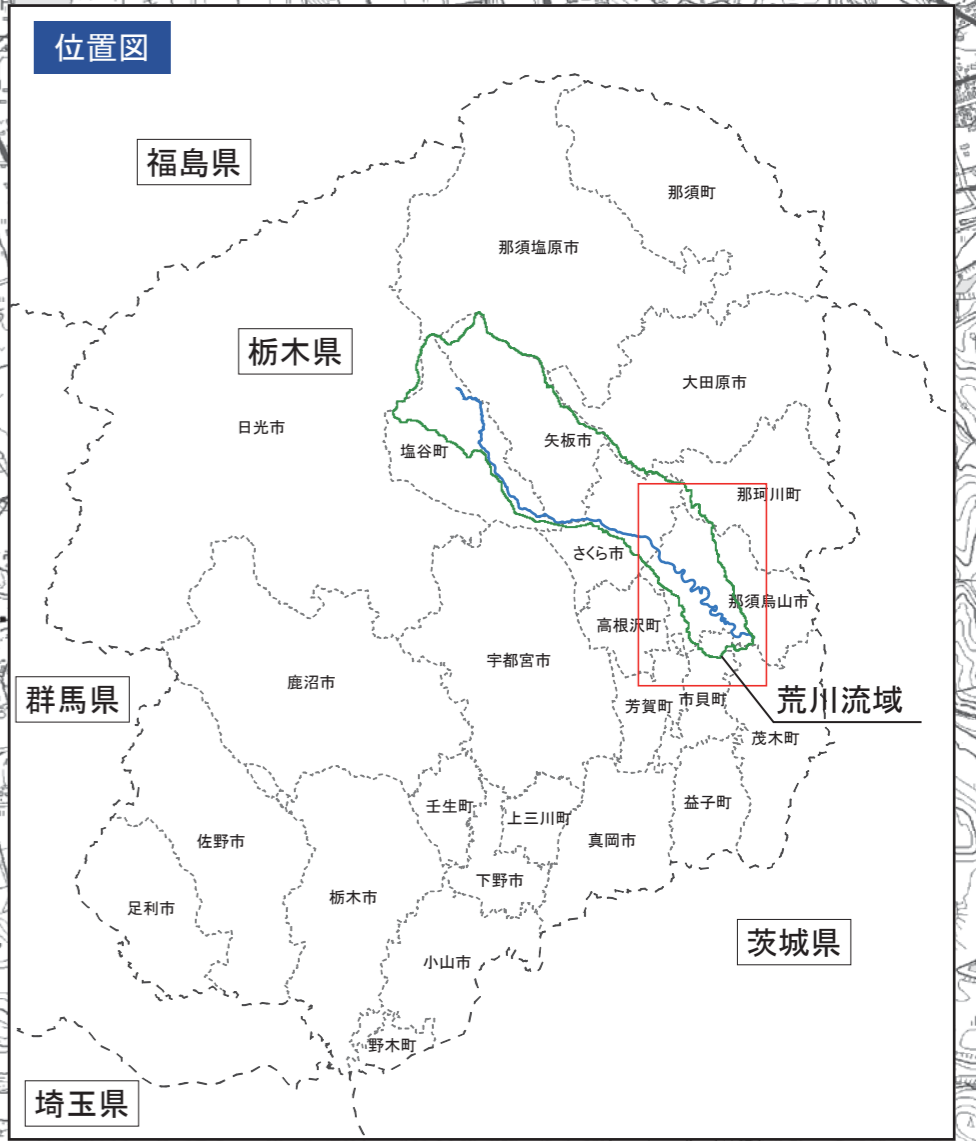 位置図
福島県
那須町
那須塩原市
栃木県
大田原市
日光市
矢板市
塩谷町
那珂川町
さくら市
那須烏山市
高根沢町
宇都宮市
鹿沼市
群馬県
芳賀町
市貝町
荒川流域
茂木町
壬生町
上三川町
益子町
佐野市
真岡市
下野市
栃木市
足利市
茨城県
小山市
野木町
埼玉県